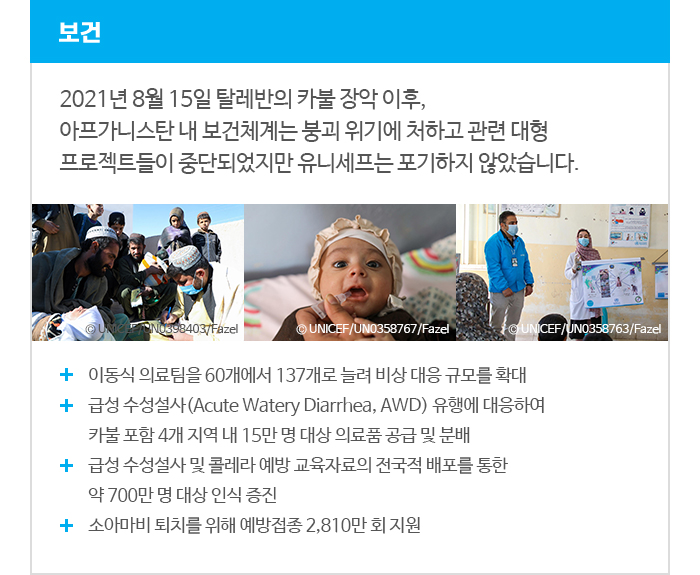 보건
2021년 8월 15일 탈레반의 카불 장악 이후,
아프가니스탄 내 보건체계는 붕괴 위기에 처하고 관련 대형
프로젝트들이 중단되었지만 유니세프는 포기하지 않았습니다.
© UNICEF/UN0398403/Fazel
© UNICEF/UN0358767/Fazel
© UNICEF/UN0358763/Fazel
+ 이동식 의료팀을 60개에서 137개로 늘려 비상 대응 규모를 확대
+ 급성 수성설사(Acute Watery Diarrhea, AWD) 유행에 대응하여
카불 포함 4개 지역 내 15만 명 대상 의료품 공급 및 분배
+ 급성 수성설사 및 콜레라 예방 교육자료의 전국적 배포를 통한
약 700만 명 대상 인식 증진
+ 소아마비 퇴치를 위해 예방접종 2,810만 회 지원